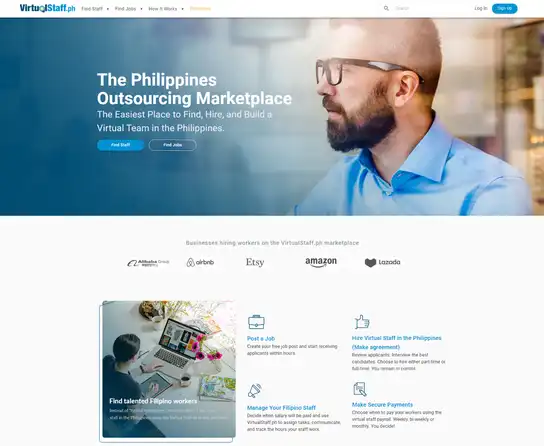 VirtualStaff.ph
Find Staff
Find Jobs
How It Works
Search
Log In
Sign Up
The Philippines
Outsourcing Marketplace
The Easiest Place to Find, Hire, and Build a
Virtual Team in the Philippines.
Find Staff
Find Jobs
Businesses hiring workers on the VirtualStaff.ph marketplace
Alibaba Group
airbnb
Etsy
amazon
Lazada
Post a Job
Create your free job post and start receiving
applicants within hours.
Hire Virtual Staff in the Philippines
(Make agreement)
Review applicants. Interview the best
candidates. Choose to hire either part-time or
full-time. You remain in control.
Find talented Filipino workers
Manage Your Filipino Staff
Decide when salary will be paid and use
VirtualStaff.ph to assign tasks, communicate
and track the hours your staff work.
Make Secure Payments
Choose when to pay your workers using the
virtual staff payroll. Weekly, bi-weekly or
monthly. You decide!